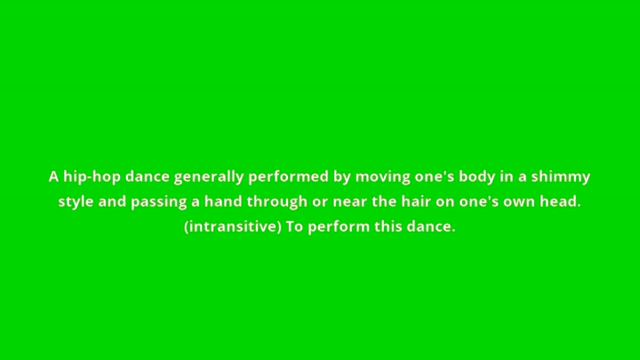 A hip-hop dance generally performed by moving one's body in a shimmy
style and passing a hand through or near the hair on one's own head.
(intransitive) To perform this dance.